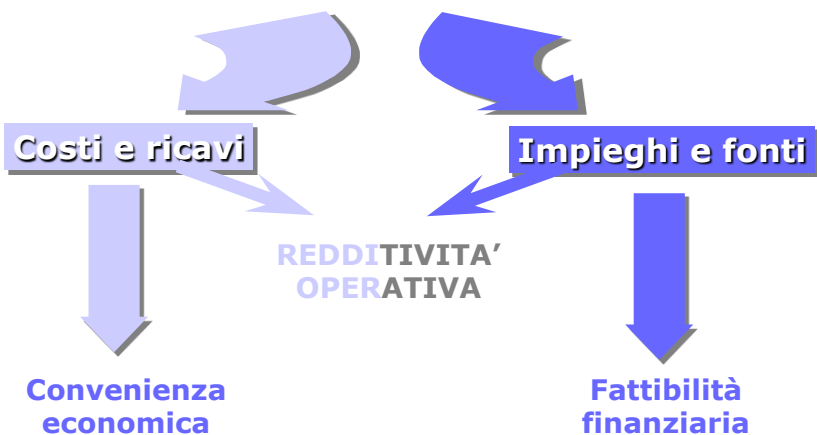 Costi e ricavi
Impieghi e fonti
REDDITIVITA’
OPERATIVA
Convenienza
economica
Fattibilità
finanziaria